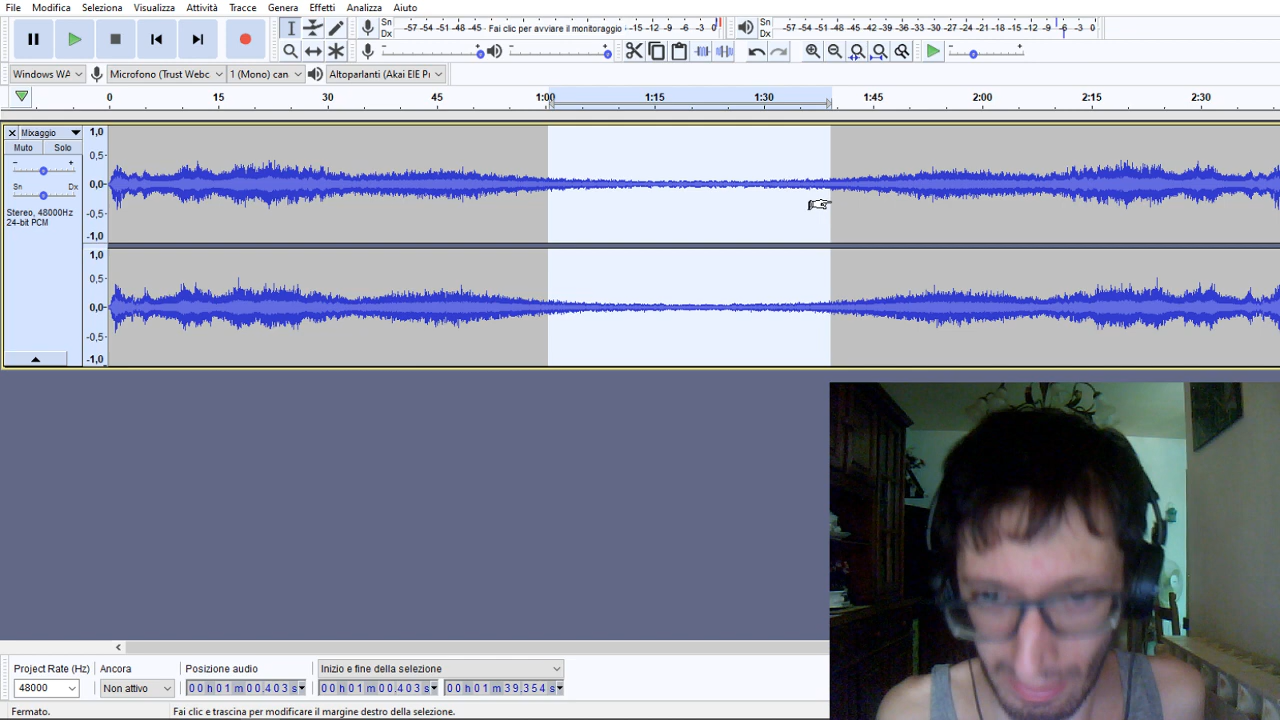 File Modifica Seleziona Visualizza Attività Tracce Genera Effetti Analizza Aiuto
Sn Dx -57 -54 -51 -48 -45 Fai clic per avviare il monitoraggio -15 -12 -9 -6 -3 0
Sn Dx -57 -54 -51 -48 -45 -42 -39 -36 -33 -30 -27 -24 -21 -18 -15 -12 -9 -6 -3 0
Windows WA Microfono (Trust Webc 1 (Mono) can Altoparlanti (Akai EIE Pr
0 15 30 45 1:00 1:15 1:30 1:45 2:00 2:15 2:30
Mixaggio
Muto Solo
- +
Sn Dx
Stereo, 48000Hz
24-bit PCM
1,0
0,5-
0,0-
-0,5-
-1,0
1,0
0,5-
0,0-
-0,5-
-1,0
Project Rate (Hz) Ancora Posizione audio Inizio e fine della selezione
48000 Non attivo 00 h 01 m 00.403 s 00 h 01 m 00.403 s 00 h 01 m 39.354 s
Fermato. Fai clic e trascina per modificare il margine destro della selezione.